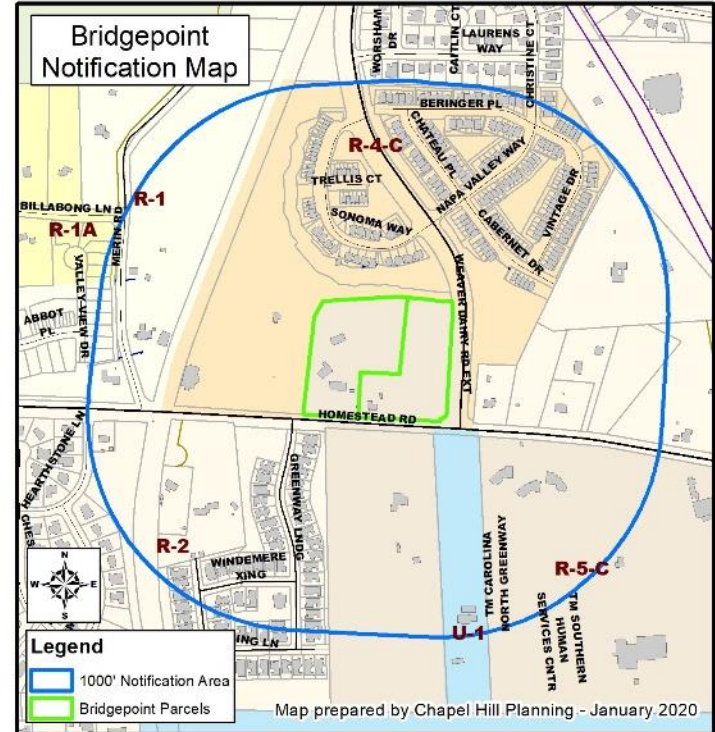 Bridgepoint
Notification Map
WORSHAM
DR
CAITLIN CT
LAURENS
WAY
CHRISTINE CT
BERINGER PL
CHATEAU PL
R-4-C
TRELLIS CT
NAPA VALLEY WAY
SONOMA WAY
CABERNET DR
VINTAGE DR
BILLABONG LN
R-1
R-1A
MERIN RD
VALLEY VIEW DR
ABBOT
PL
WEAVER DAIRY RD EXT
HOMESTEAD RD
HEARTHSTONE LN
CHES
GREENWAY LNDG
R-2
WINDEMERE
XING
ING LN
TM CAROLINA
NORTH GREENWAY
R-5-C
TM SOUTHERN
HUMAN
SERVICES CNTR
U-1
N
W
E
S
Legend
1000' Notification Area
Bridgepoint Parcels
Map prepared by Chapel Hill Planning - January 2020